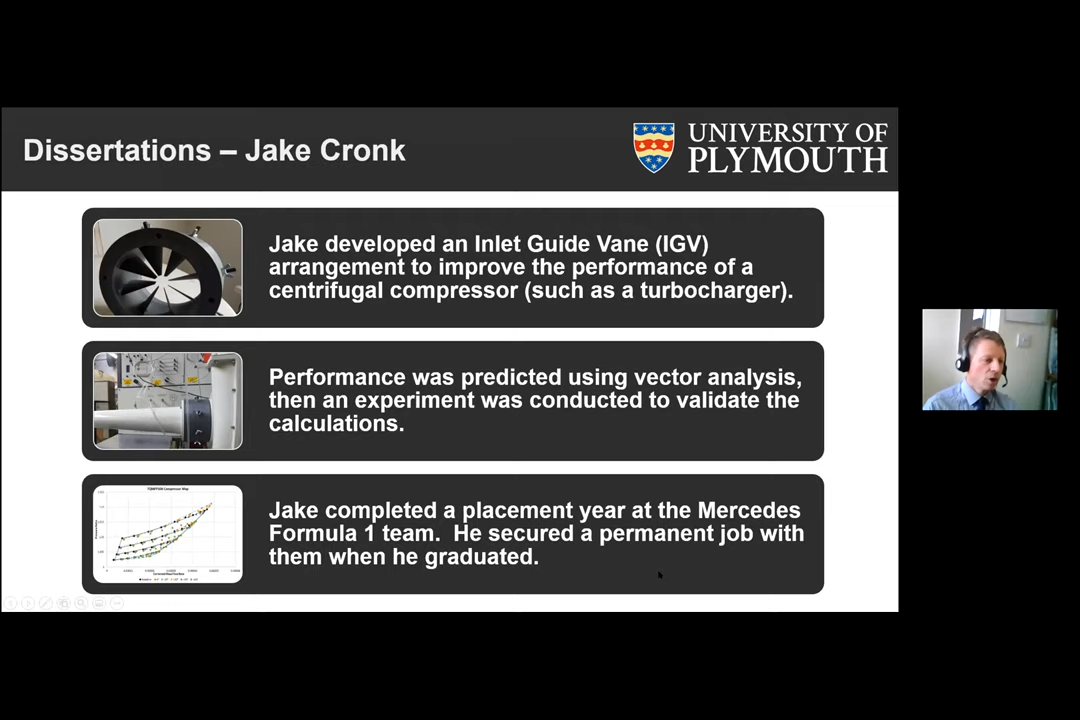 Dissertations – Jake Cronk
UNIVERSITY OF
PLYMOUTH
Jake developed an Inlet Guide Vane (IGV)
arrangement to improve the performance of a
centrifugal compressor (such as a turbocharger).
Performance was predicted using vector analysis,
then an experiment was conducted to validate the
calculations.
Jake completed a placement year at the Mercedes
Formula 1 team.  He secured a permanent job with
them when he graduated.